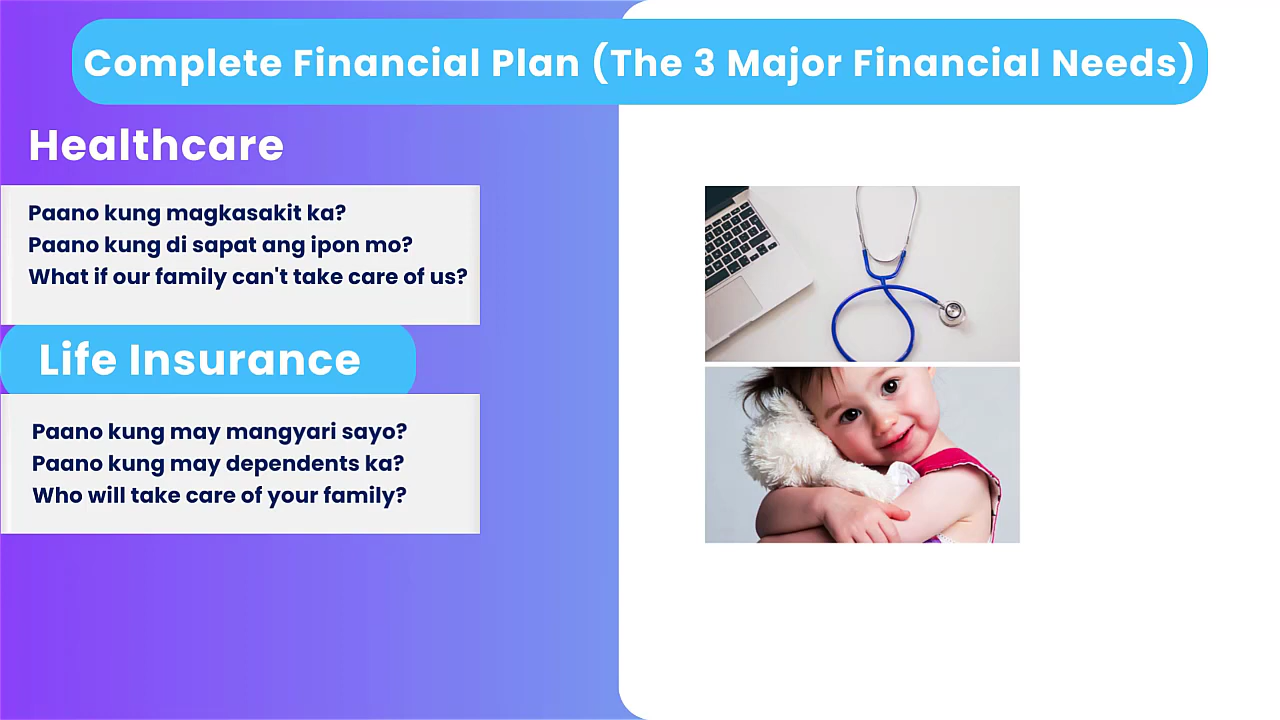 Complete Financial Plan (The 3 Major Financial Needs)
Healthcare
Paano kung magkasakit ka?
Paano kung di sapat ang ipon mo?
What if our family can't take care of us?
Life Insurance
Paano kung may mangyari sayo?
Paano kung may dependents ka?
Who will take care of your family?